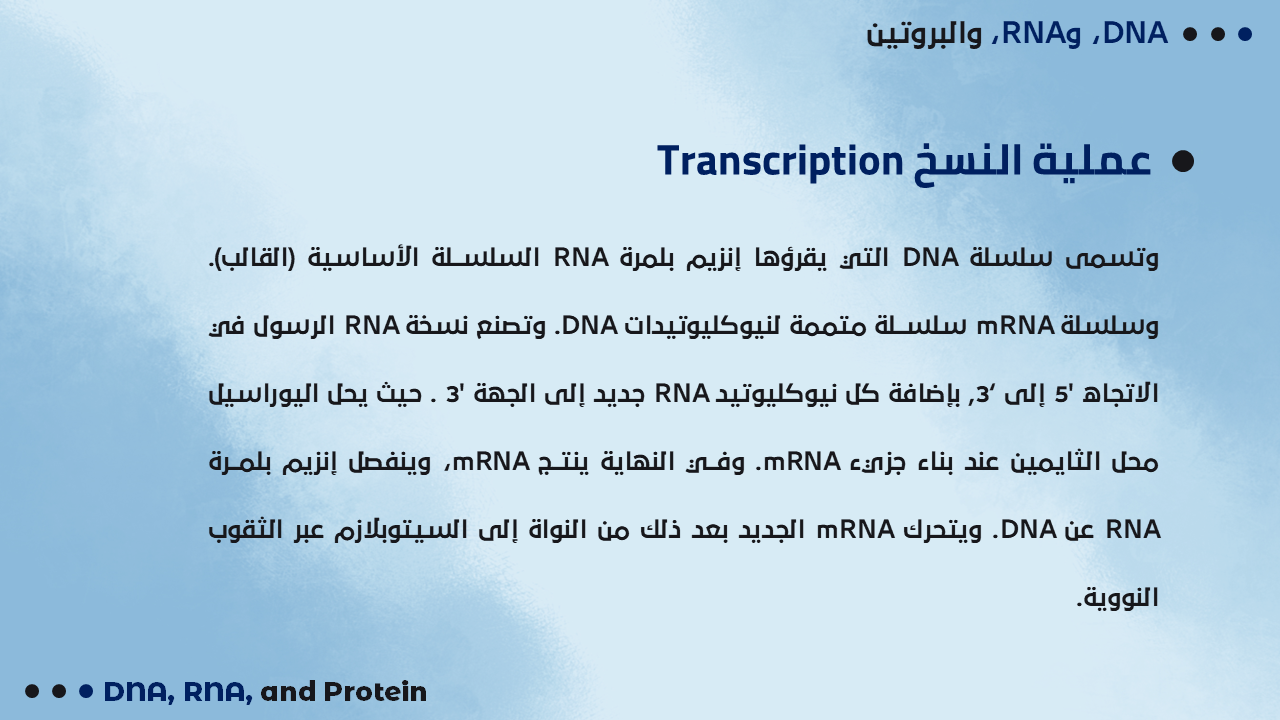 DNA، وRNA، والبروتين
عملية النسخ Transcription
وتسمى سلسلة DNA التي يقرؤها إنزيم بلمرة RNA السلسلة الأساسية (القالب).
وسلسلة mRNA سلسلة متممة لنيوكليوتيدات DNA. وتصنع نسخة RNA الرسول في
الاتجاه '5 إلى ‘3, بإضافة كل نيوكليوتيد RNA جديد إلى الجهة '3 . حيث يحل اليوراسيل
محل الثايمين عند بناء جزيء mRNA. وفي النهاية ينتج mRNA، وينفصل إنزيم بلمرة
RNA عن DNA. ويتحرك mRNA الجديد بعد ذلك من النواة إلى السيتوبلازم عبر الثقوب
النووية.
DNA, RNA, and Protein